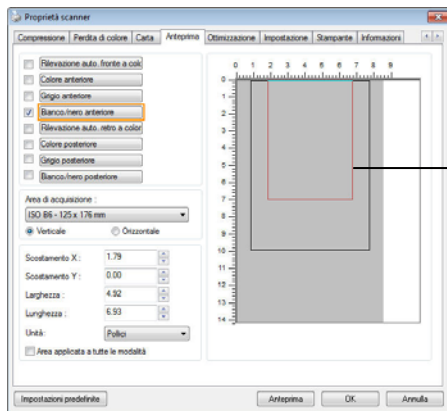 Proprietà scanner
Compressione Perdita di colore Carta Anteprima Ottimizzazione Impostazione Stampante Informazioni
Rilevazione auto. fronte a colo
Colore anteriore
Grigio anteriore
Bianco/nero anteriore
Rilevazione auto. retro a color
Colore posteriore
Grigio posteriore
Bianco/nero posteriore
Area di acquisizione :
ISO B6 - 125 x 176 mm
Verticale Orizzontale
Scostamento X : 1.79
Scostamento Y : 0.00
Larghezza : 4.92
Lunghezza : 6.93
Unità: Pollici
Area applicata a tutte le modalità
0 1 2 3 4 5 6 7 8 9
0
1
2
3
4
5
6
7
8
9
10
11
12
13
14
Impostazioni predefinite Anteprima OK Annulla